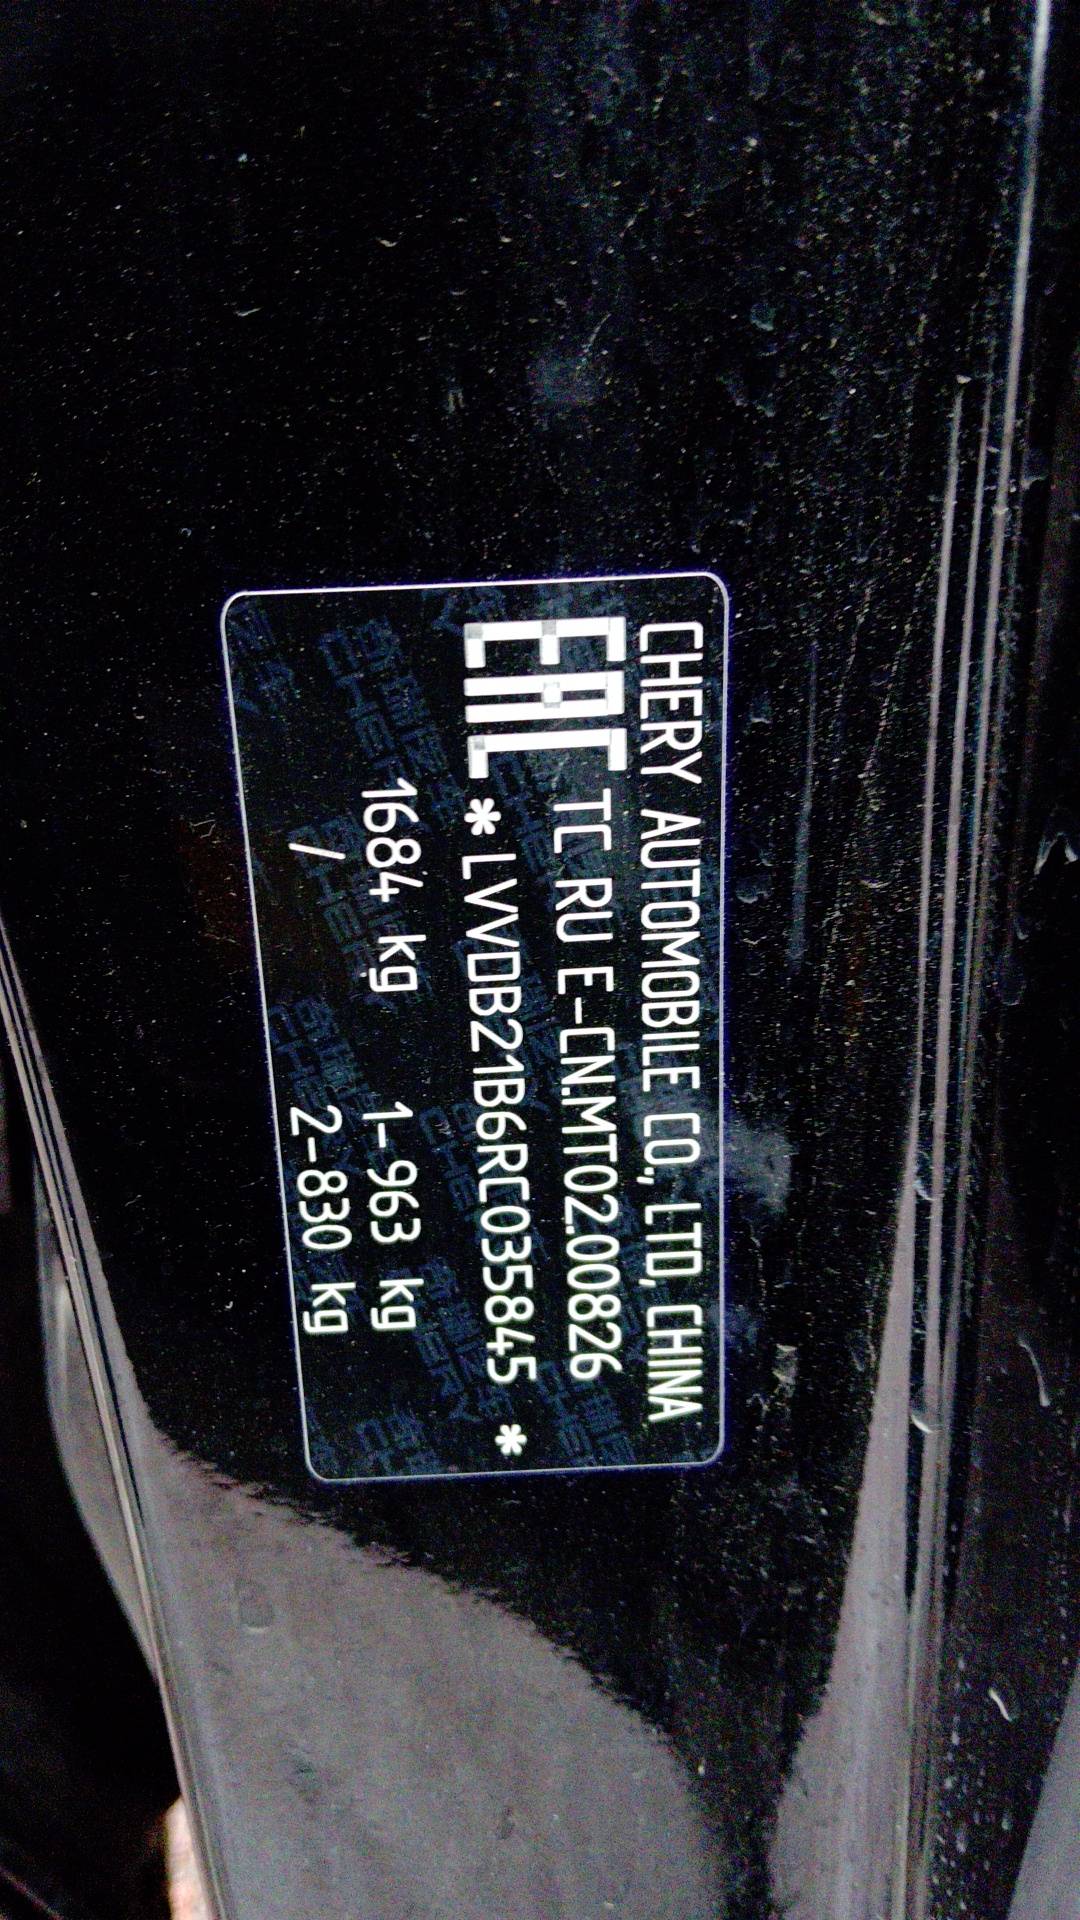 CHERY AUTOMOBILE CO., LTD, CHINA
EAC TC RU E-CN.MT02.00826
*LVVDB21B6RC035845 *
1684 kg 1-963 kg
/ 2-830 kg